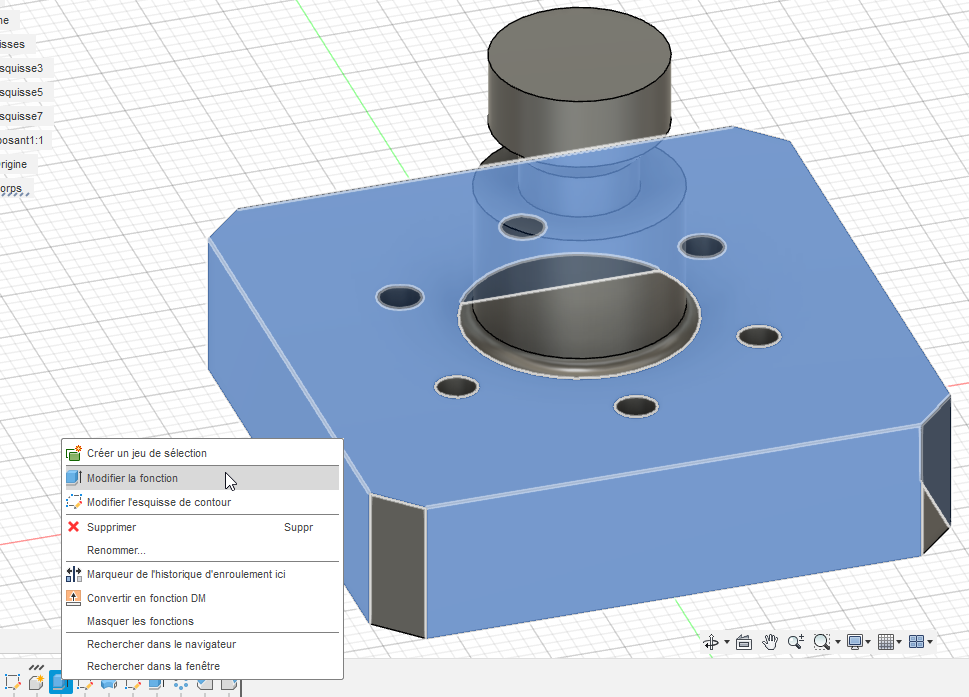 ne
isses
squisse3
squisse5
squisse7
posant1:1
rigine
orps
Créer un jeu de sélection
Modifier la fonction
Modifier l'esquisse de contour
Supprimer Suppr
Renommer...
Marqueur de l'historique d'enroulement ici
Convertir en fonction DM
Masquer les fonctions
Rechercher dans le navigateur
Rechercher dans la fenêtre